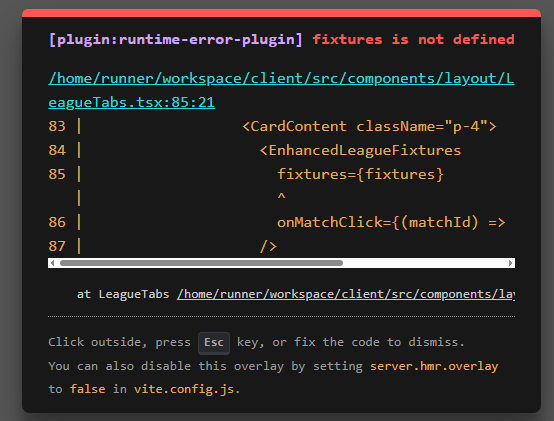 [plugin:runtime-error-plugin] fixtures is not defined
/home/runner/workspace/client/src/components/layout/L
eagueTabs.tsx:85:21
83 |                  <CardContent className="p-4">
84 |                    <EnhancedLeagueFixtures
85 |                      fixtures={fixtures}
   |                      ^
86 |                      onMatchClick={(matchId) =>
87 |                    />
at LeagueTabs /home/runner/workspace/client/src/components/lay
Click outside, press Esc key, or fix the code to dismiss.
You can also disable this overlay by setting server.hmr.overlay
to false in vite.config.js.